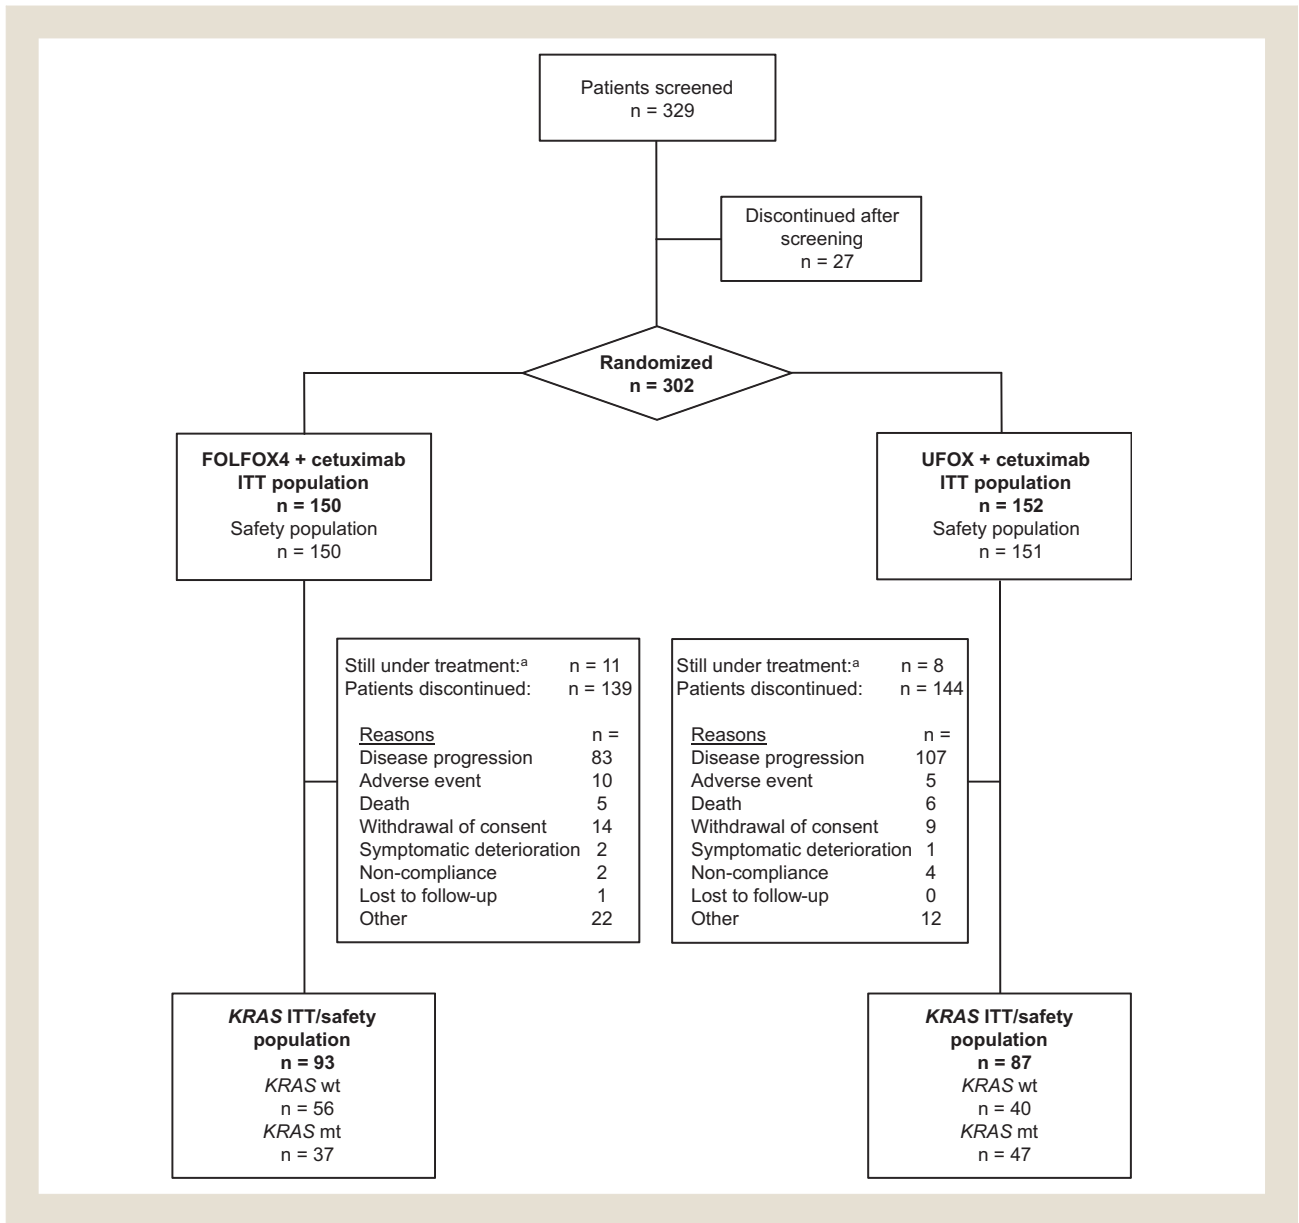 Patients screened
n = 329
Discontinued after
screening
n = 27
Randomized
n = 302
FOLFOX4 + cetuximab
ITT population
n = 150
Safety population
n = 150
UFOX + cetuximab
ITT population
n = 152
Safety population
n = 151
Still under treatment:ᵃ n = 11
Patients discontinued: n = 139
Reasons n =
Disease progression 83
Adverse event 10
Death 5
Withdrawal of consent 14
Symptomatic deterioration 2
Non-compliance 2
Lost to follow-up 1
Other 22
Still under treatment:ᵃ n = 8
Patients discontinued: n = 144
Reasons n =
Disease progression 107
Adverse event 5
Death 6
Withdrawal of consent 9
Symptomatic deterioration 1
Non-compliance 4
Lost to follow-up 0
Other 12
KRAS ITT/safety
population
n = 93
KRAS wt
n = 56
KRAS mt
n = 37
KRAS ITT/safety
population
n = 87
KRAS wt
n = 40
KRAS mt
n = 47